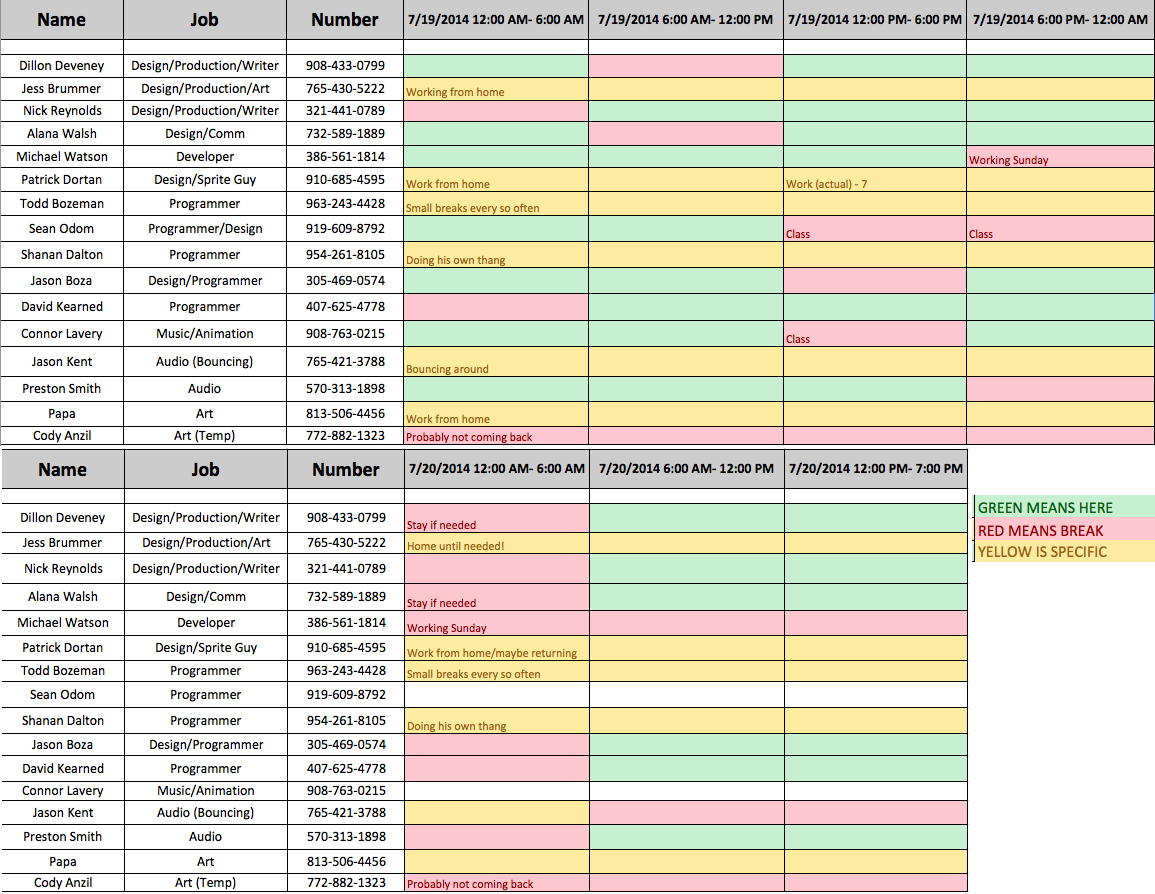 Name Job Number 7/19/2014 12:00 AM- 6:00 AM 7/19/2014 6:00 AM- 12:00 PM 7/19/2014 12:00 PM- 6:00 PM 7/19/2014 6:00 PM- 12:00 AM
Dillon Deveney Design/Production/Writer 908-433-0799
Jess Brummer Design/Production/Art 765-430-5222 Working from home
Nick Reynolds Design/Production/Writer 321-441-0789
Alana Walsh Design/Comm 732-589-1889
Michael Watson Developer 386-561-1814 Working Sunday
Patrick Dortan Design/Sprite Guy 910-685-4595 Work from home Work (actual) - 7
Todd Bozeman Programmer 963-243-4428 Small breaks every so often
Sean Odom Programmer/Design 919-609-8792 Class Class
Shanan Dalton Programmer 954-261-8105 Doing his own thang
Jason Boza Design/Programmer 305-469-0574
David Kearned Programmer 407-625-4778
Connor Lavery Music/Animation 908-763-0215 Class
Jason Kent Audio (Bouncing) 765-421-3788 Bouncing around
Preston Smith Audio 570-313-1898
Papa Art 813-506-4456 Work from home
Cody Anzil Art (Temp) 772-882-1323 Probably not coming back
Name Job Number 7/20/2014 12:00 AM- 6:00 AM 7/20/2014 6:00 AM- 12:00 PM 7/20/2014 12:00 PM- 7:00 PM
Dillon Deveney Design/Production/Writer 908-433-0799 Stay if needed GREEN MEANS HERE
Jess Brummer Design/Production/Art 765-430-5222 Home until needed! RED MEANS BREAK
YELLOW IS SPECIFIC
Nick Reynolds Design/Production/Writer 321-441-0789
Alana Walsh Design/Comm 732-589-1889 Stay if needed
Michael Watson Developer 386-561-1814 Working Sunday
Patrick Dortan Design/Sprite Guy 910-685-4595 Work from home/maybe returning
Todd Bozeman Programmer 963-243-4428 Small breaks every so often
Sean Odom Programmer 919-609-8792
Shanan Dalton Programmer 954-261-8105 Doing his own thang
Jason Boza Design/Programmer 305-469-0574
David Kearned Programmer 407-625-4778
Connor Lavery Music/Animation 908-763-0215
Jason Kent Audio (Bouncing) 765-421-3788
Preston Smith Audio 570-313-1898
Papa Art 813-506-4456
Cody Anzil Art (Temp) 772-882-1323 Probably not coming back